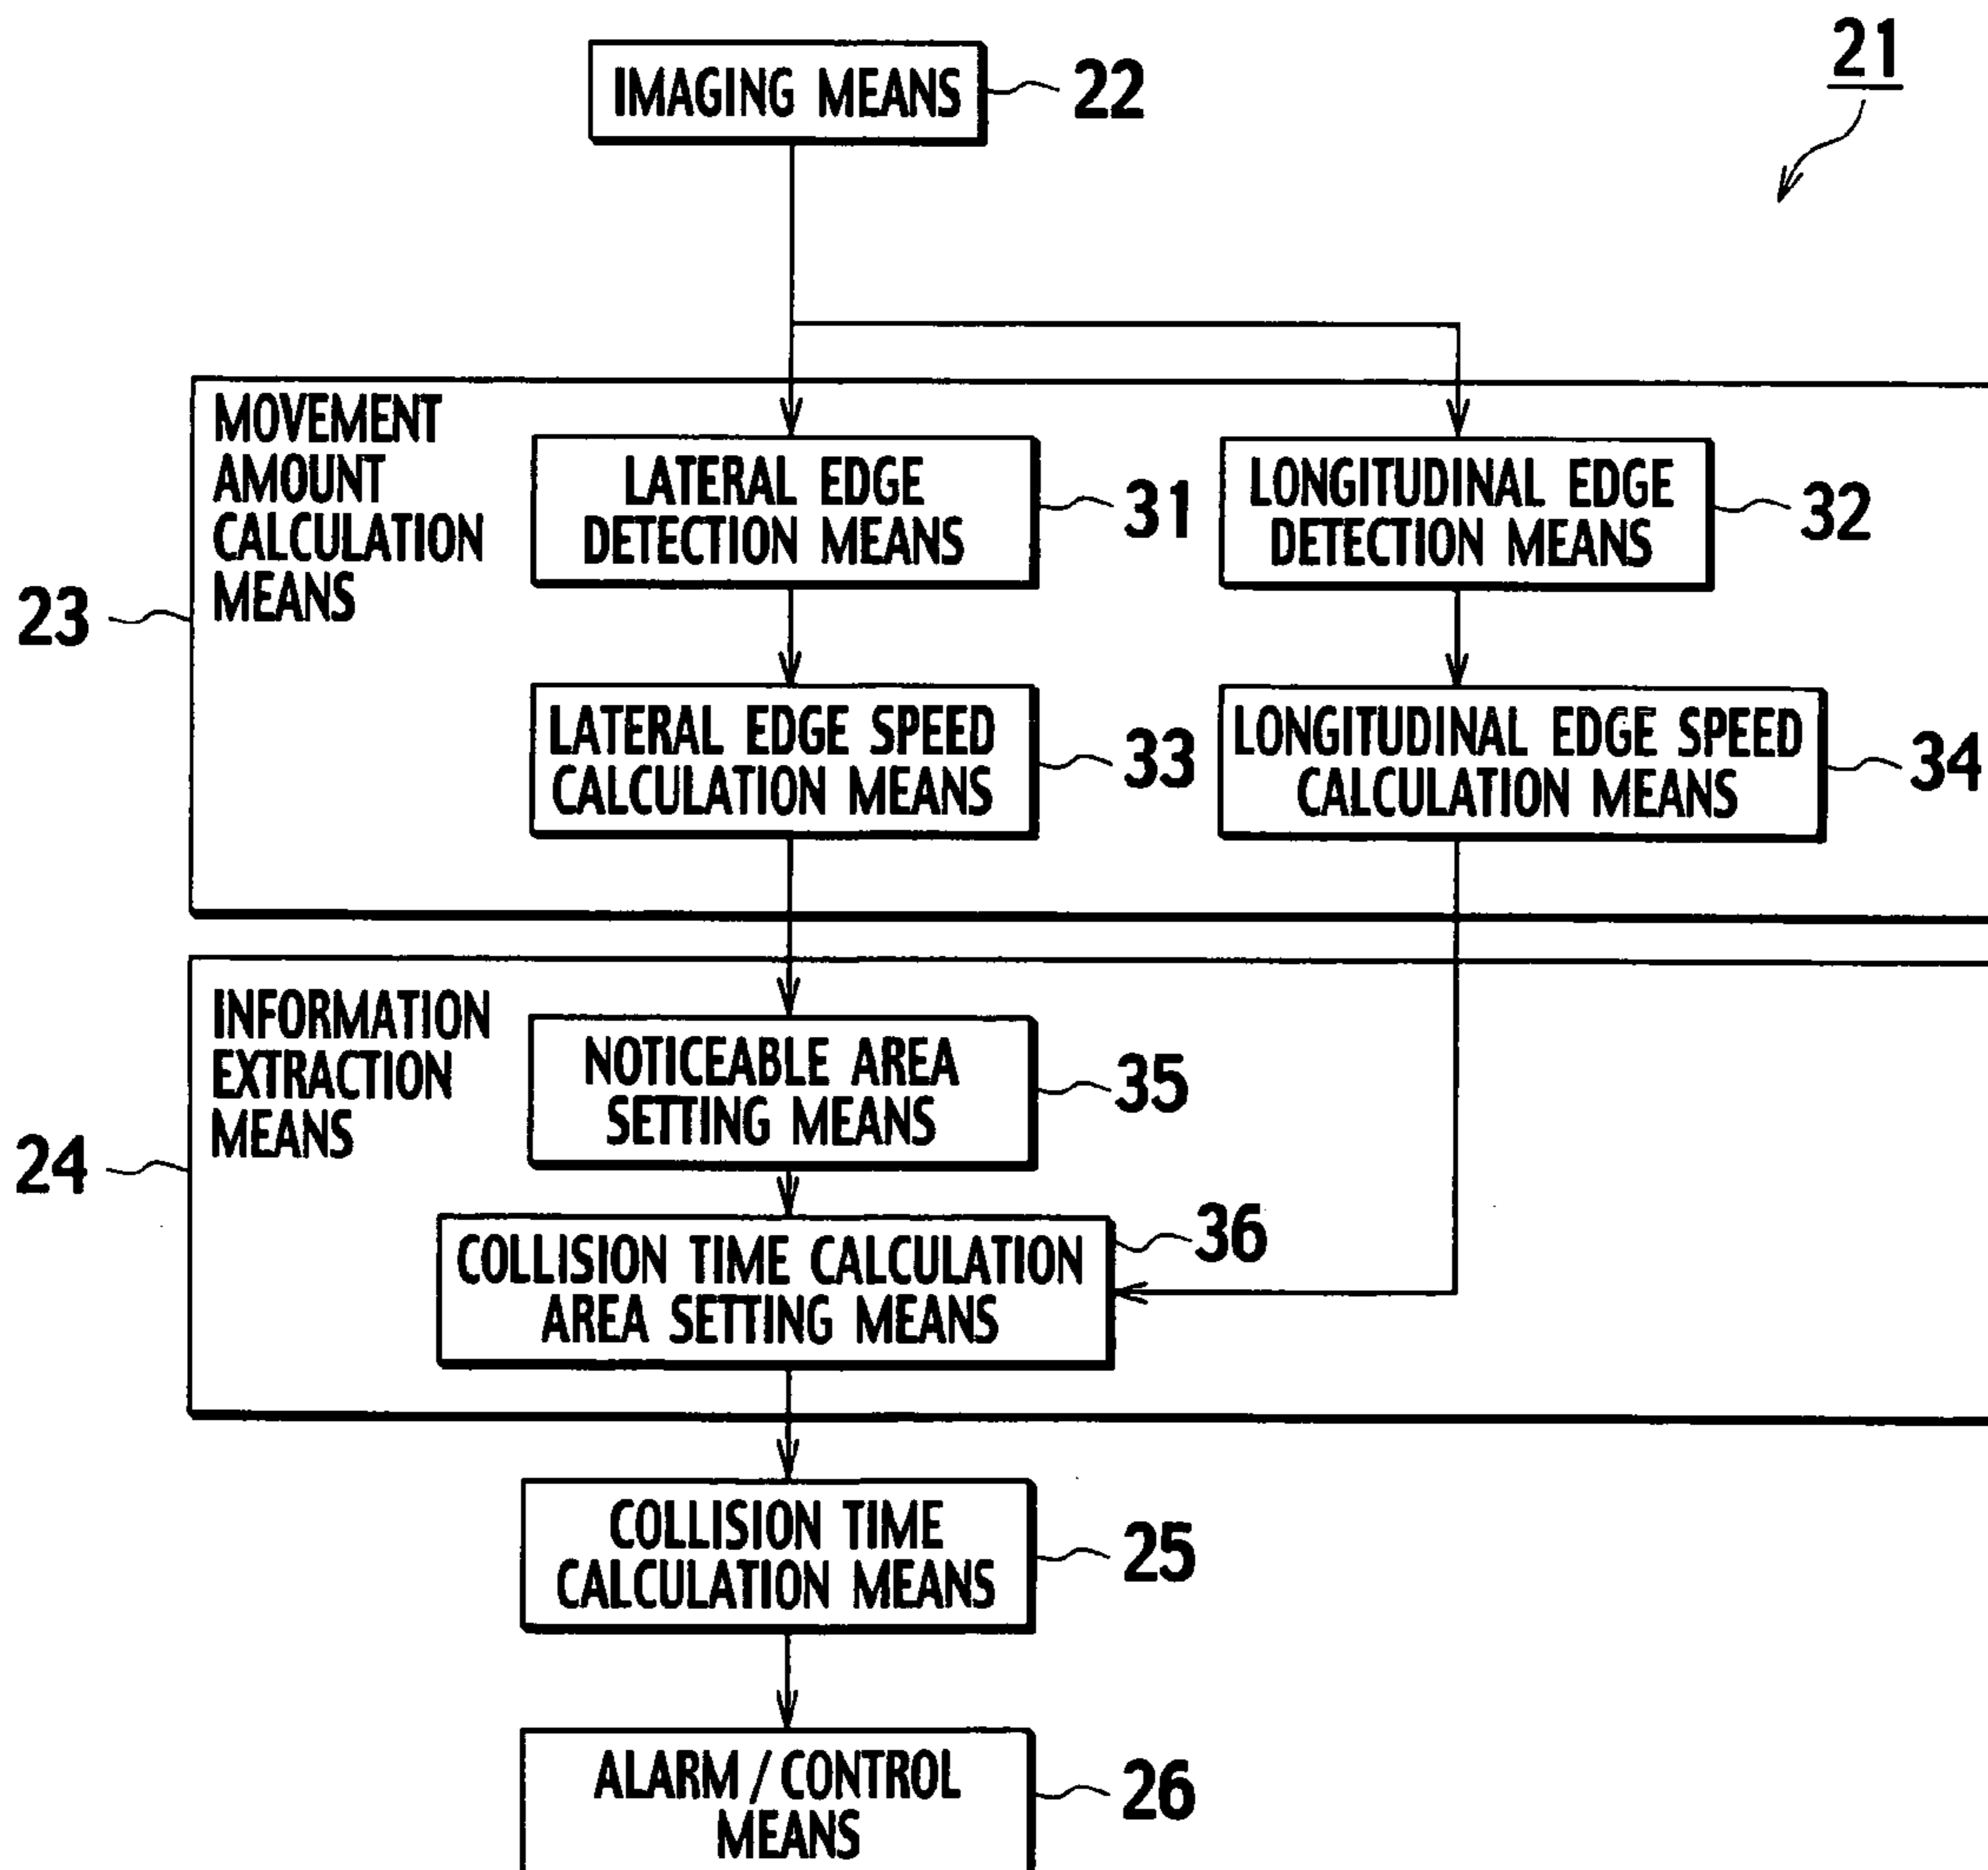 21
IMAGING MEANS
22
MOVEMENT
AMOUNT
CALCULATION
MEANS
23
LATERAL EDGE
DETECTION MEANS
31
LONGITUDINAL EDGE
DETECTION MEANS
32
LATERAL EDGE SPEED
CALCULATION MEANS
33
LONGITUDINAL EDGE SPEED
CALCULATION MEANS
34
INFORMATION
EXTRACTION
MEANS
24
NOTICEABLE AREA
SETTING MEANS
35
COLLISION TIME CALCULATION
AREA SETTING MEANS
36
COLLISION TIME
CALCULATION MEANS
25
ALARM/CONTROL
MEANS
26